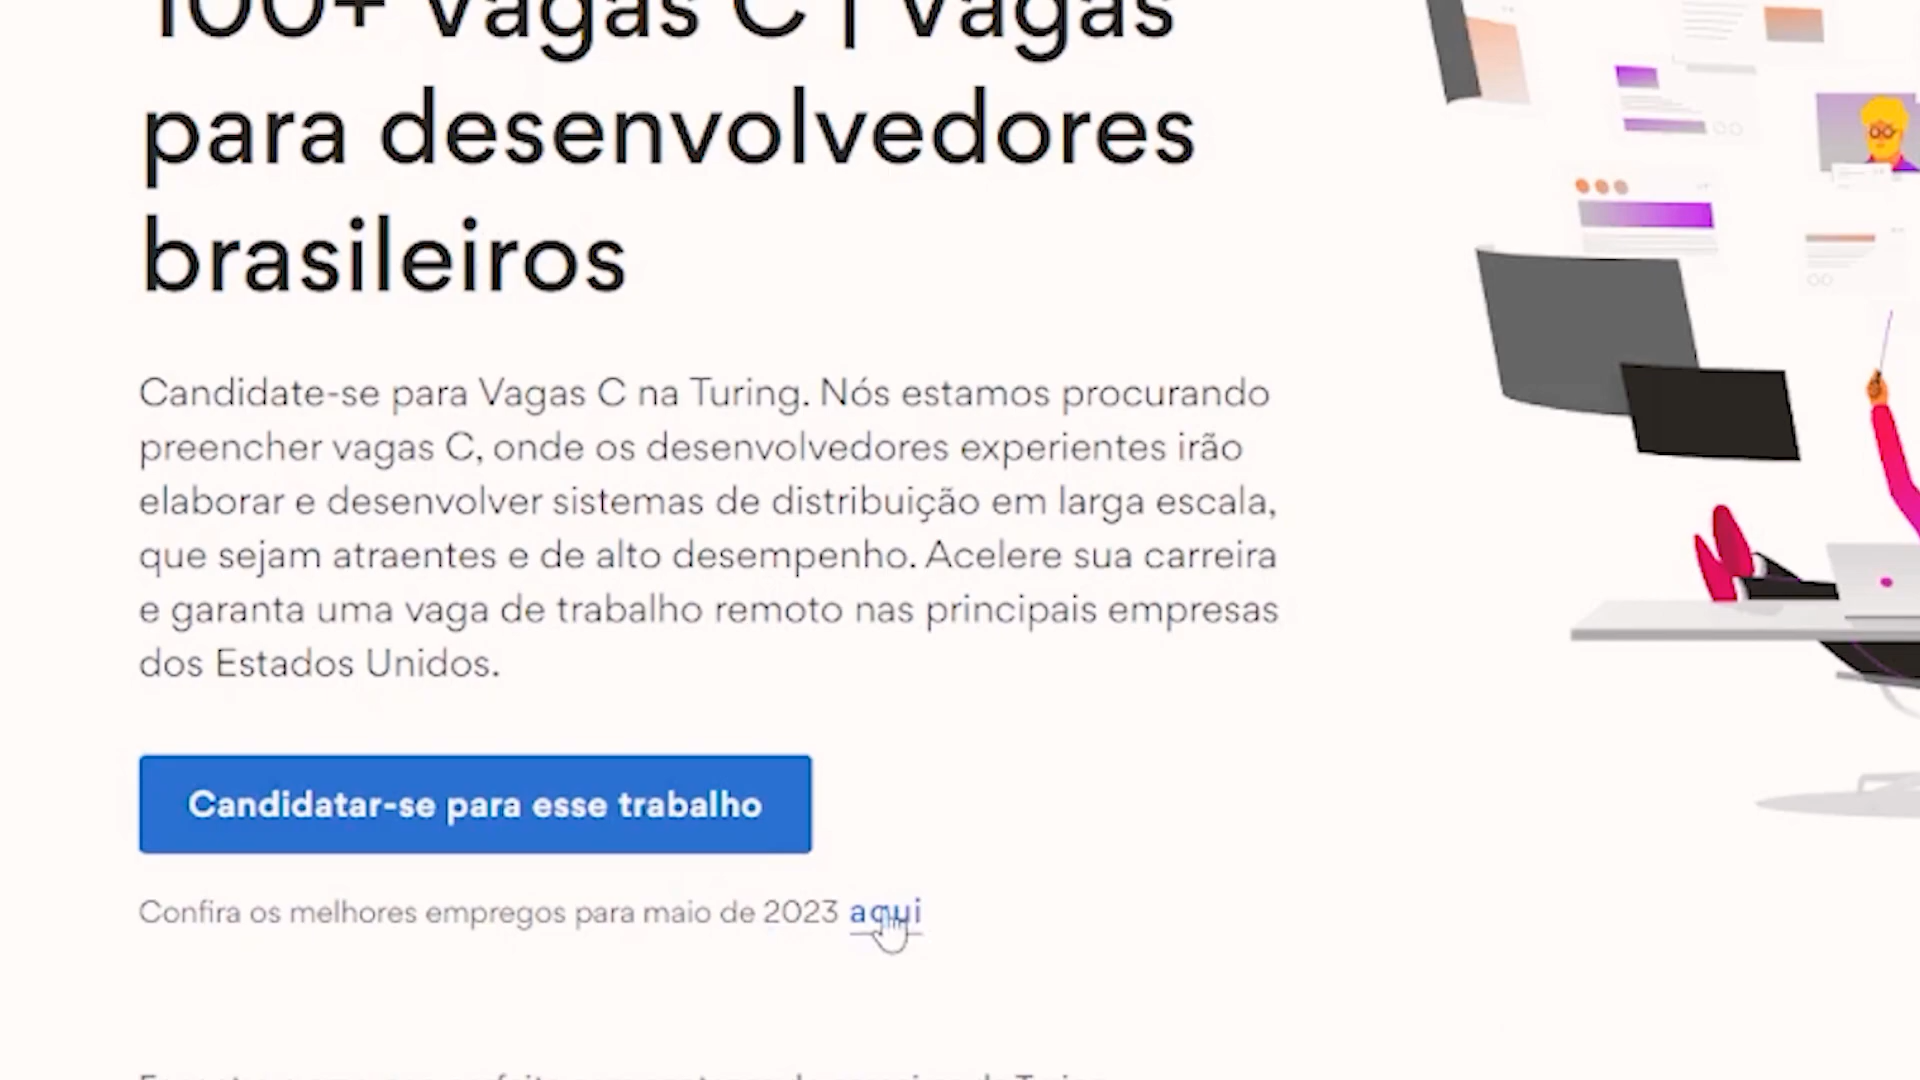 100+ Vagas C | Vagas
para desenvolvedores
brasileiros
Candidate-se para Vagas C na Turing. Nós estamos procurando
preencher vagas C, onde os desenvolvedores experientes irão
elaborar e desenvolver sistemas de distribuição em larga escala,
que sejam atraentes e de alto desempenho. Acelere sua carreira
e garanta uma vaga de trabalho remoto nas principais empresas
dos Estados Unidos.
Candidatar-se para esse trabalho
Confira os melhores empregos para maio de 2023 aqui